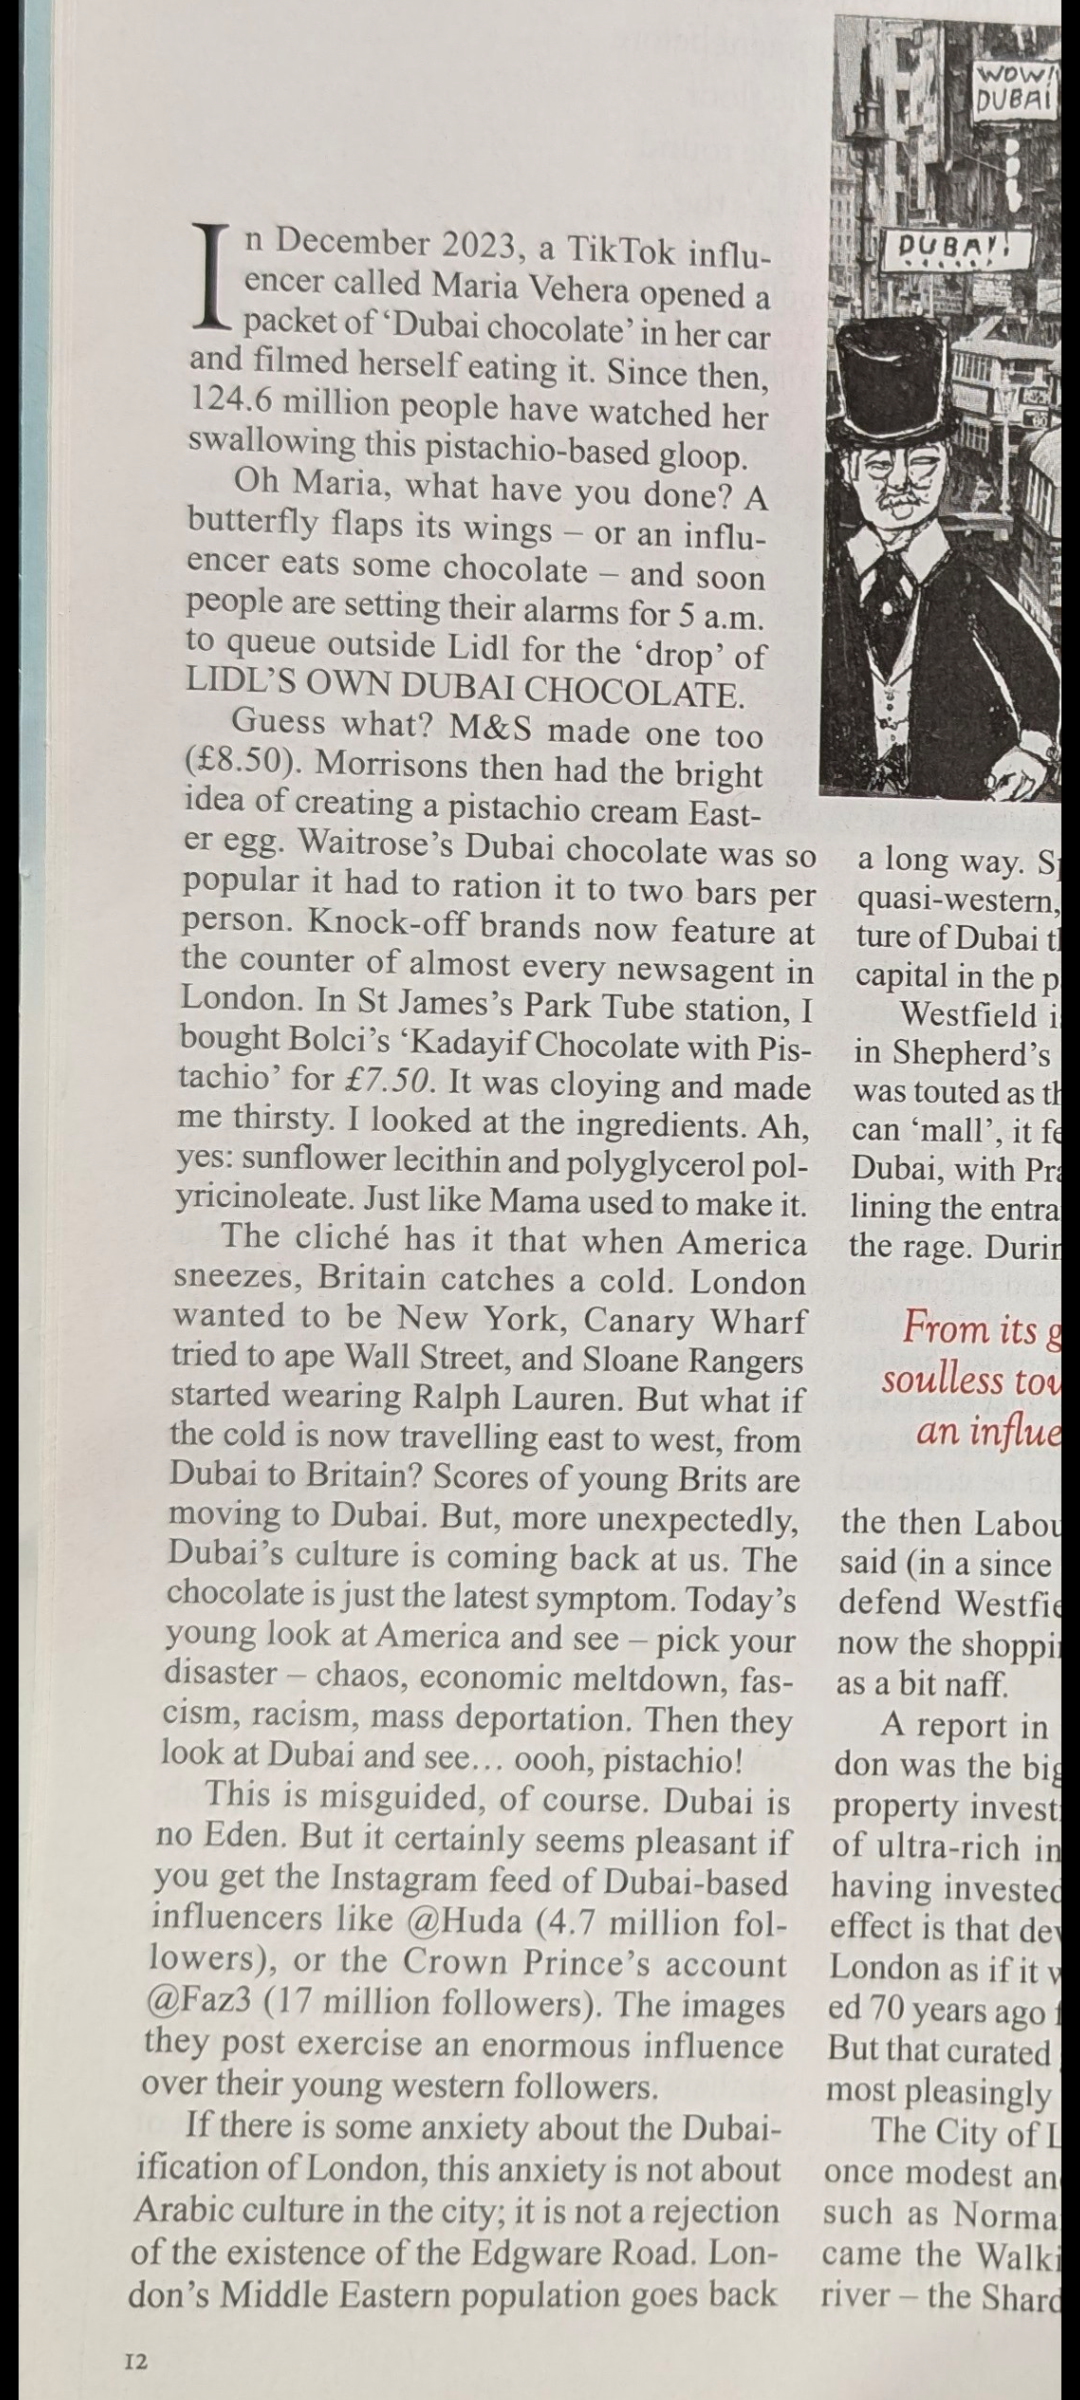 WOW!
DUBAI
DUBAI!
In December 2023, a TikTok influ-
encer called Maria Vehera opened a
packet of ‘Dubai chocolate’ in her car
and filmed herself eating it. Since then,
124.6 million people have watched her
swallowing this pistachio-based gloop.
Oh Maria, what have you done? A
butterfly flaps its wings – or an influ-
encer eats some chocolate – and soon
people are setting their alarms for 5 a.m.
to queue outside Lidl for the ‘drop’ of
LIDL’S OWN DUBAI CHOCOLATE.
Guess what? M&S made one too
(£8.50). Morrisons then had the bright
idea of creating a pistachio cream East-
er egg. Waitrose’s Dubai chocolate was so
popular it had to ration it to two bars per
person. Knock-off brands now feature at
the counter of almost every newsagent in
London. In St James’s Park Tube station, I
bought Bolci’s ‘Kadayif Chocolate with Pis-
tachio’ for £7.50. It was cloying and made
me thirsty. I looked at the ingredients. Ah,
yes: sunflower lecithin and polyglycerol pol-
yricinoleate. Just like Mama used to make it.
The cliché has it that when America
sneezes, Britain catches a cold. London
wanted to be New York, Canary Wharf
tried to ape Wall Street, and Sloane Rangers
started wearing Ralph Lauren. But what if
the cold is now travelling east to west, from
Dubai to Britain? Scores of young Brits are
moving to Dubai. But, more unexpectedly,
Dubai’s culture is coming back at us. The
chocolate is just the latest symptom. Today’s
young look at America and see – pick your
disaster – chaos, economic meltdown, fas-
cism, racism, mass deportation. Then they
look at Dubai and see… oooh, pistachio!
This is misguided, of course. Dubai is
no Eden. But it certainly seems pleasant if
you get the Instagram feed of Dubai-based
influencers like @Huda (4.7 million fol-
lowers), or the Crown Prince’s account
@Faz3 (17 million followers). The images
they post exercise an enormous influence
over their young western followers.
If there is some anxiety about the Dubai-
ification of London, this anxiety is not about
Arabic culture in the city; it is not a rejection
of the existence of the Edgware Road. Lon-
don’s Middle Eastern population goes back
a long way.
quasi-western,
ture of Dubai
capital in the
Westfield
in Shepherd’s
was touted as
can ‘mall’, it
Dubai, with
lining the
the rage.
From its
soulless
an
the then
said (in a since
defend
now the
as a bit naff.
A report in
don was the
property
of ultra-rich
having
effect is that
London as if it
ed 70 years ago
But that curated
most pleasingly
The City of
once modest
such as
came the
river – the
12